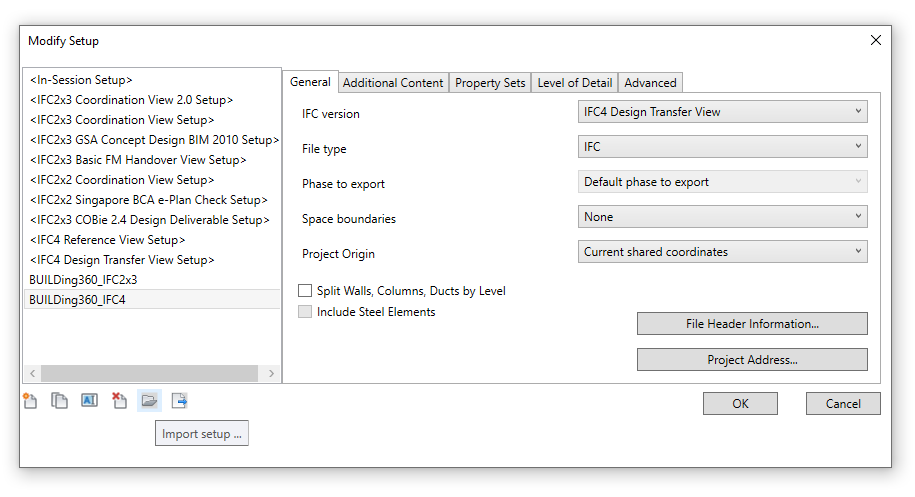 Modify Setup
<In-Session Setup>
<IFC2x3 Coordination View 2.0 Setup>
<IFC2x3 Coordination View Setup>
<IFC2x3 GSA Concept Design BIM 2010 Setup>
<IFC2x3 Basic FM Handover View Setup>
<IFC2x2 Coordination View Setup>
<IFC2x2 Singapore BCA e-Plan Check Setup>
<IFC2x3 COBie 2.4 Design Deliverable Setup>
<IFC4 Reference View Setup>
<IFC4 Design Transfer View Setup>
BUILDing360_IFC2x3
BUILDing360_IFC4
General Additional Content Property Sets Level of Detail Advanced
IFC version IFC4 Design Transfer View
File type IFC
Phase to export Default phase to export
Space boundaries None
Project Origin Current shared coordinates
Split Walls, Columns, Ducts by Level
Include Steel Elements
File Header Information...
Project Address...
OK Cancel
Import setup ...